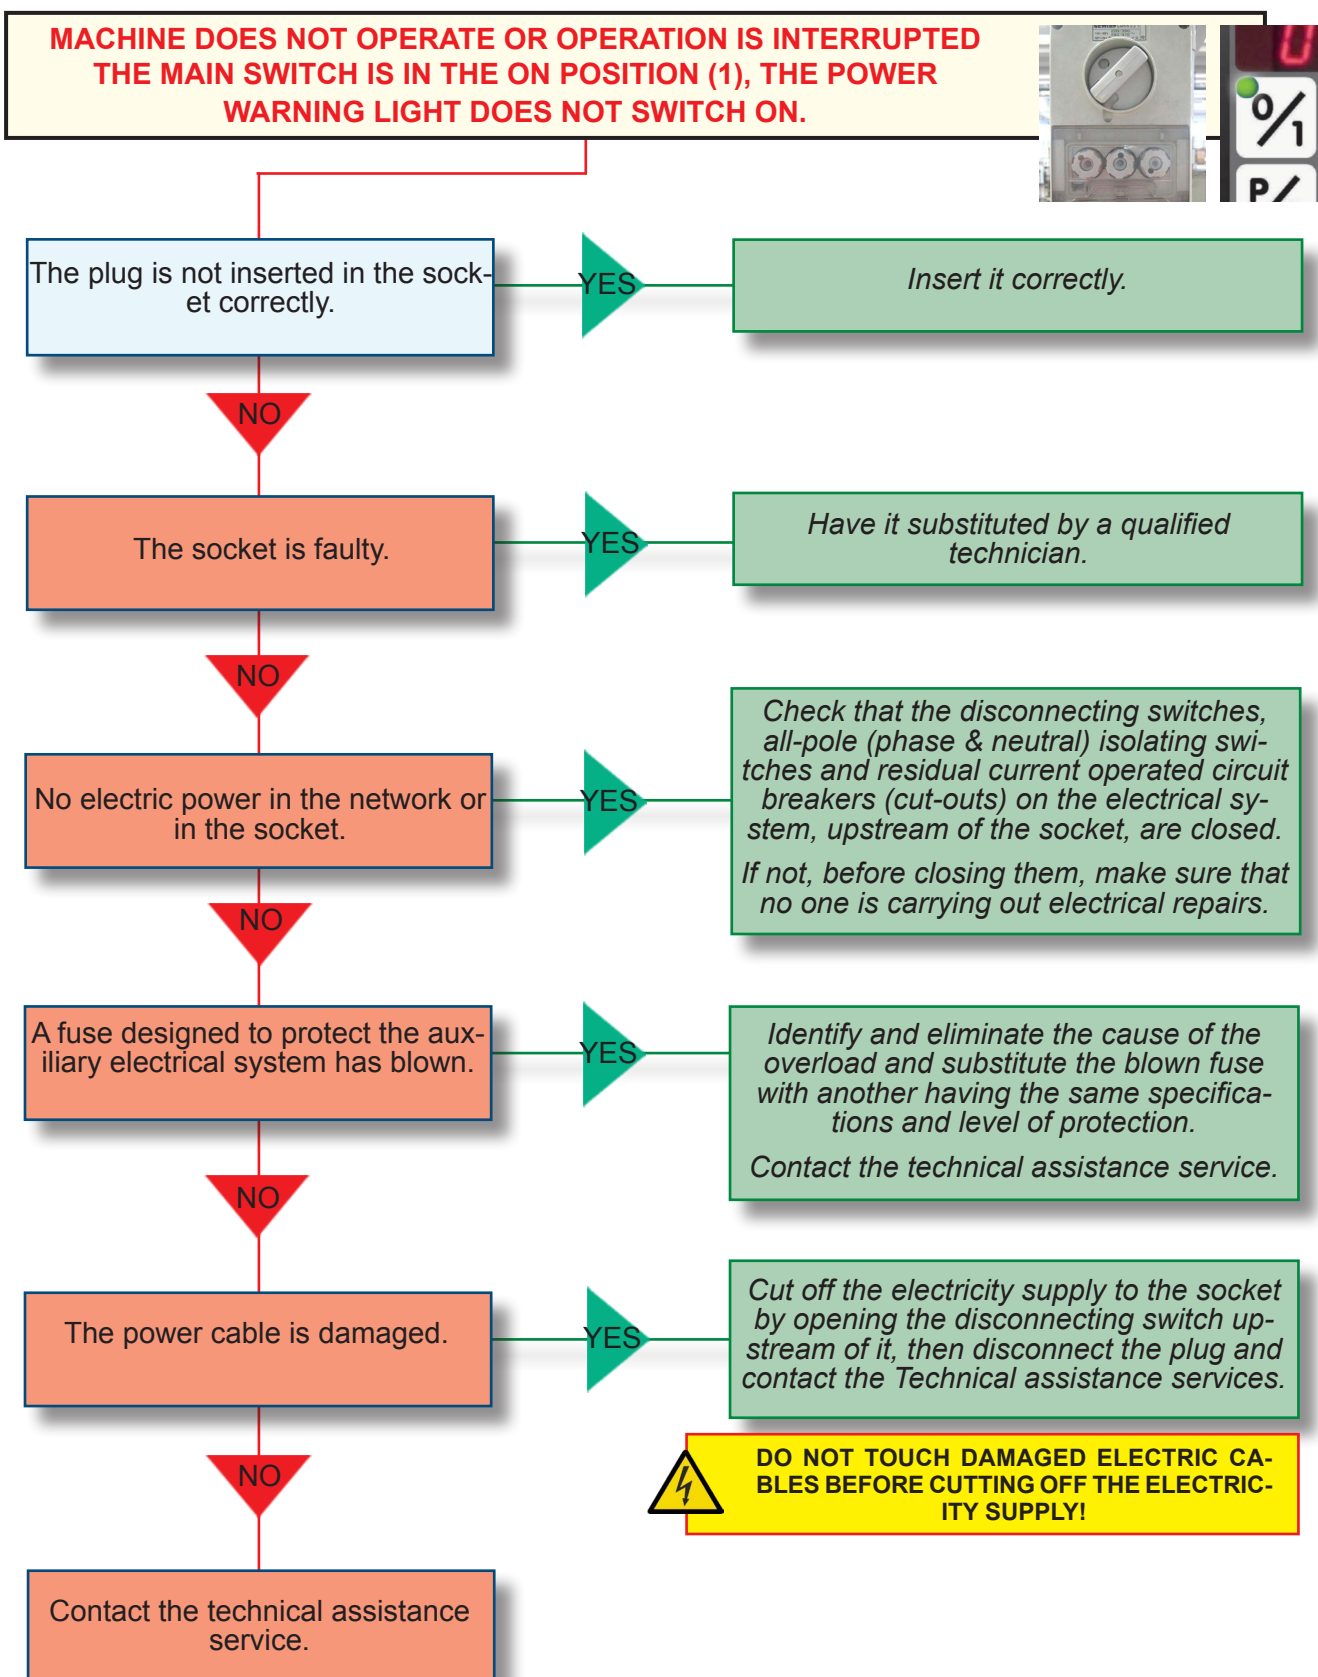 MACHINE DOES NOT OPERATE OR OPERATION IS INTERRUPTED
THE MAIN SWITCH IS IN THE ON POSITION (1), THE POWER
WARNING LIGHT DOES NOT SWITCH ON.
0
0/1
P/
The plug is not inserted in the sock-
et correctly.
YES
Insert it correctly.
NO
The socket is faulty.
YES
Have it substituted by a qualified
technician.
NO
No electric power in the network or
in the socket.
YES
Check that the disconnecting switches,
all-pole (phase & neutral) isolating swi-
tches and residual current operated circuit
breakers (cut-outs) on the electrical sy-
stem, upstream of the socket, are closed.
If not, before closing them, make sure that
no one is carrying out electrical repairs.
NO
A fuse designed to protect the aux-
iliary electrical system has blown.
YES
Identify and eliminate the cause of the
overload and substitute the blown fuse
with another having the same specifica-
tions and level of protection.
Contact the technical assistance service.
NO
The power cable is damaged.
YES
Cut off the electricity supply to the socket
by opening the disconnecting switch up-
stream of it, then disconnect the plug and
contact the Technical assistance services.
DO NOT TOUCH DAMAGED ELECTRIC CA-
BLES BEFORE CUTTING OFF THE ELECTRIC-
ITY SUPPLY!
NO
Contact the technical assistance
service.